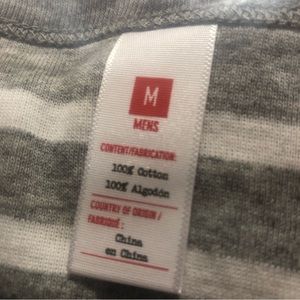 M
MENS
CONTENT/FABRICATION:
100% Cotton
100% Algodón
COUNTRY OF ORIGIN /
FABRIQUÉ :
China
en China